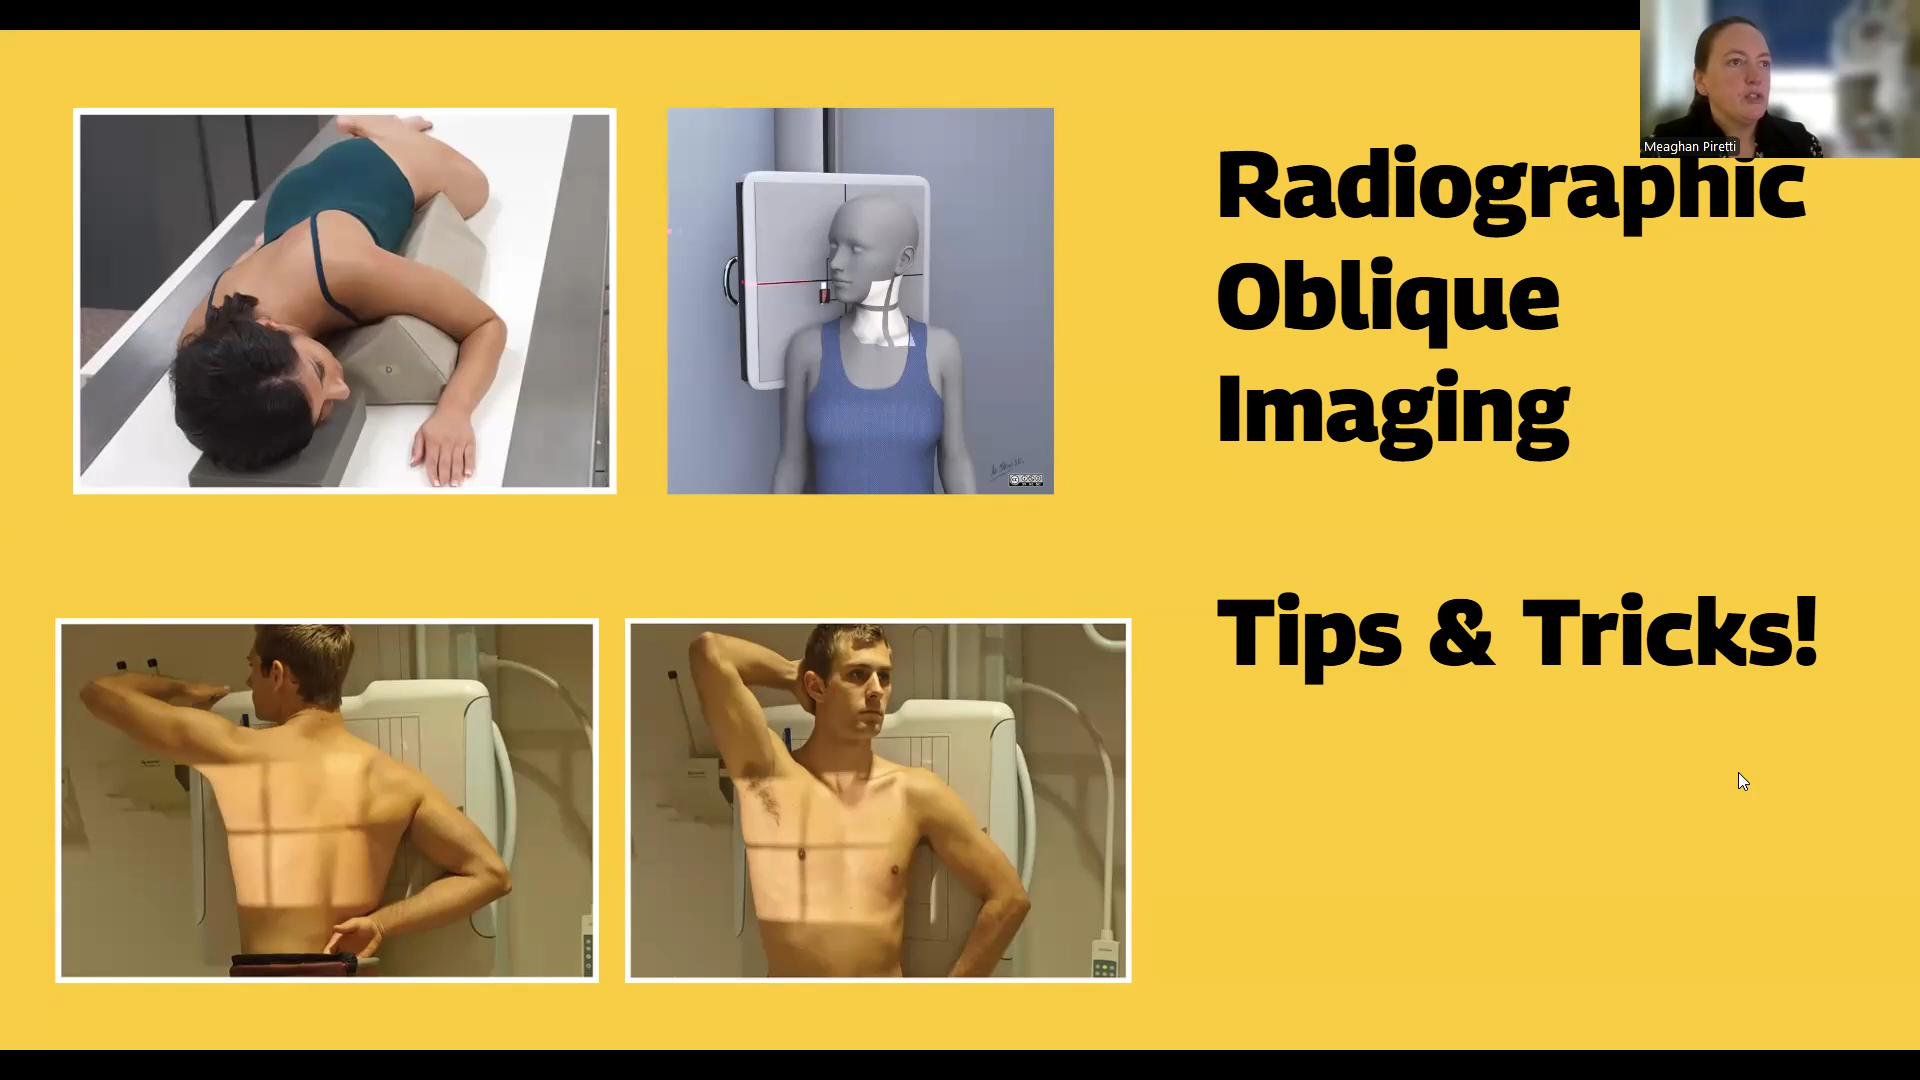 Meaghan Piretti
Radiographic
Oblique
Imaging
Tips & Tricks!
D